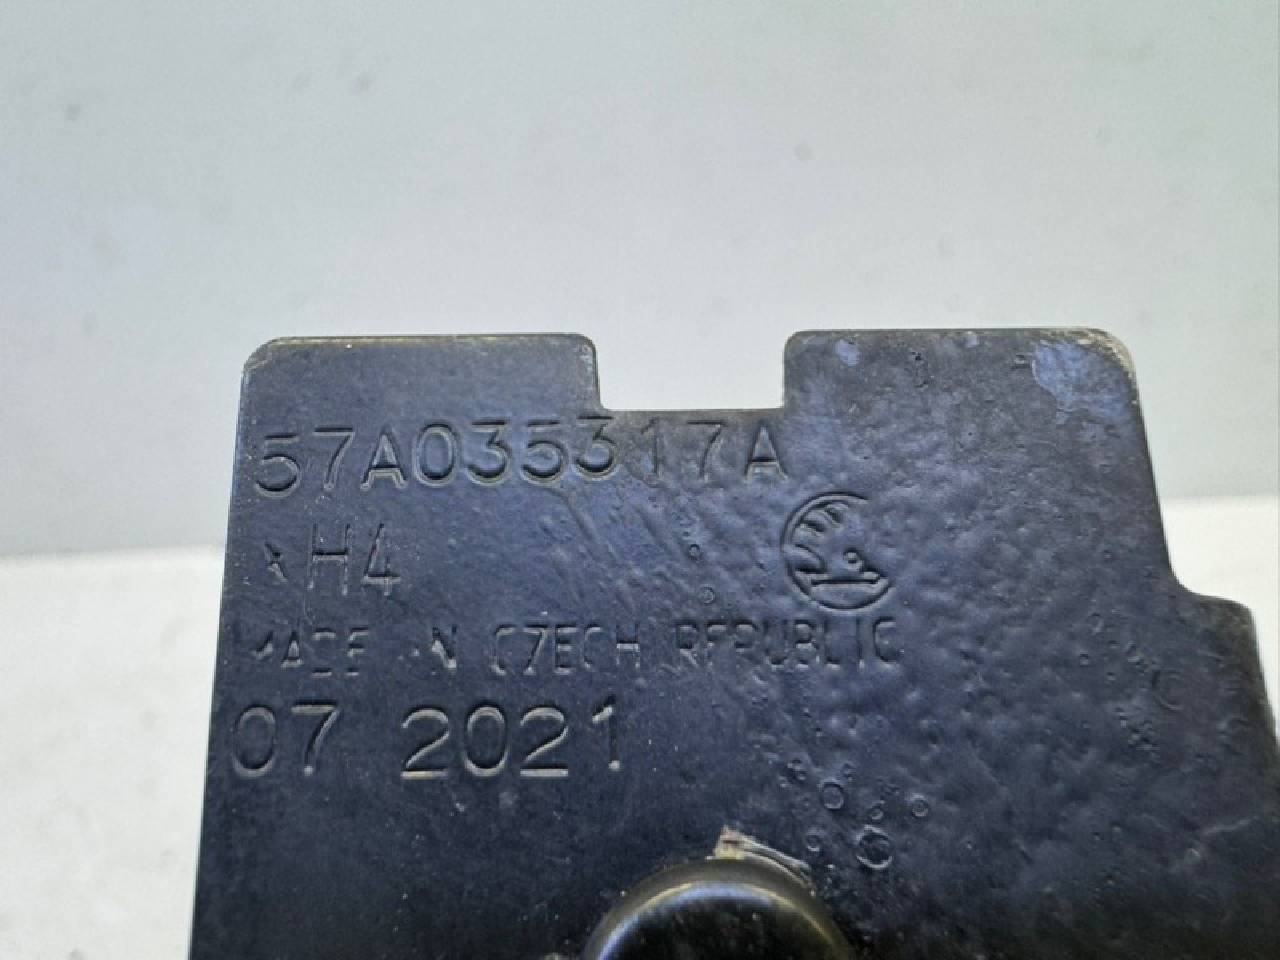 57A035317A
H4
MADE IN CZECH REPUBLIC
07 2021